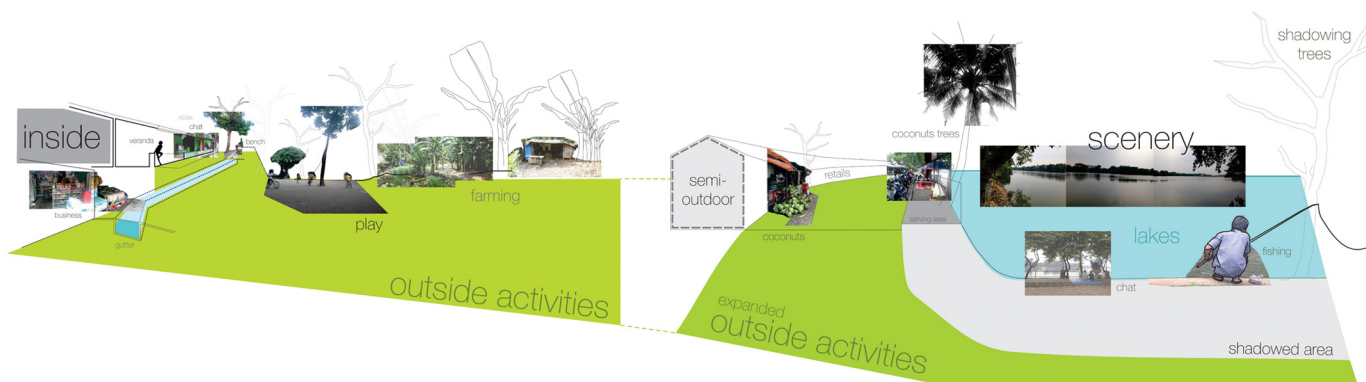 shadowing
trees
inside
relax
chat
veranda
bench
business
gutter
play
farming
outside activities
semi-
outdoor
retails
coconuts
coconuts trees
serving area
scenery
lakes
fishing
chat
expanded
outside activities
shadowed area